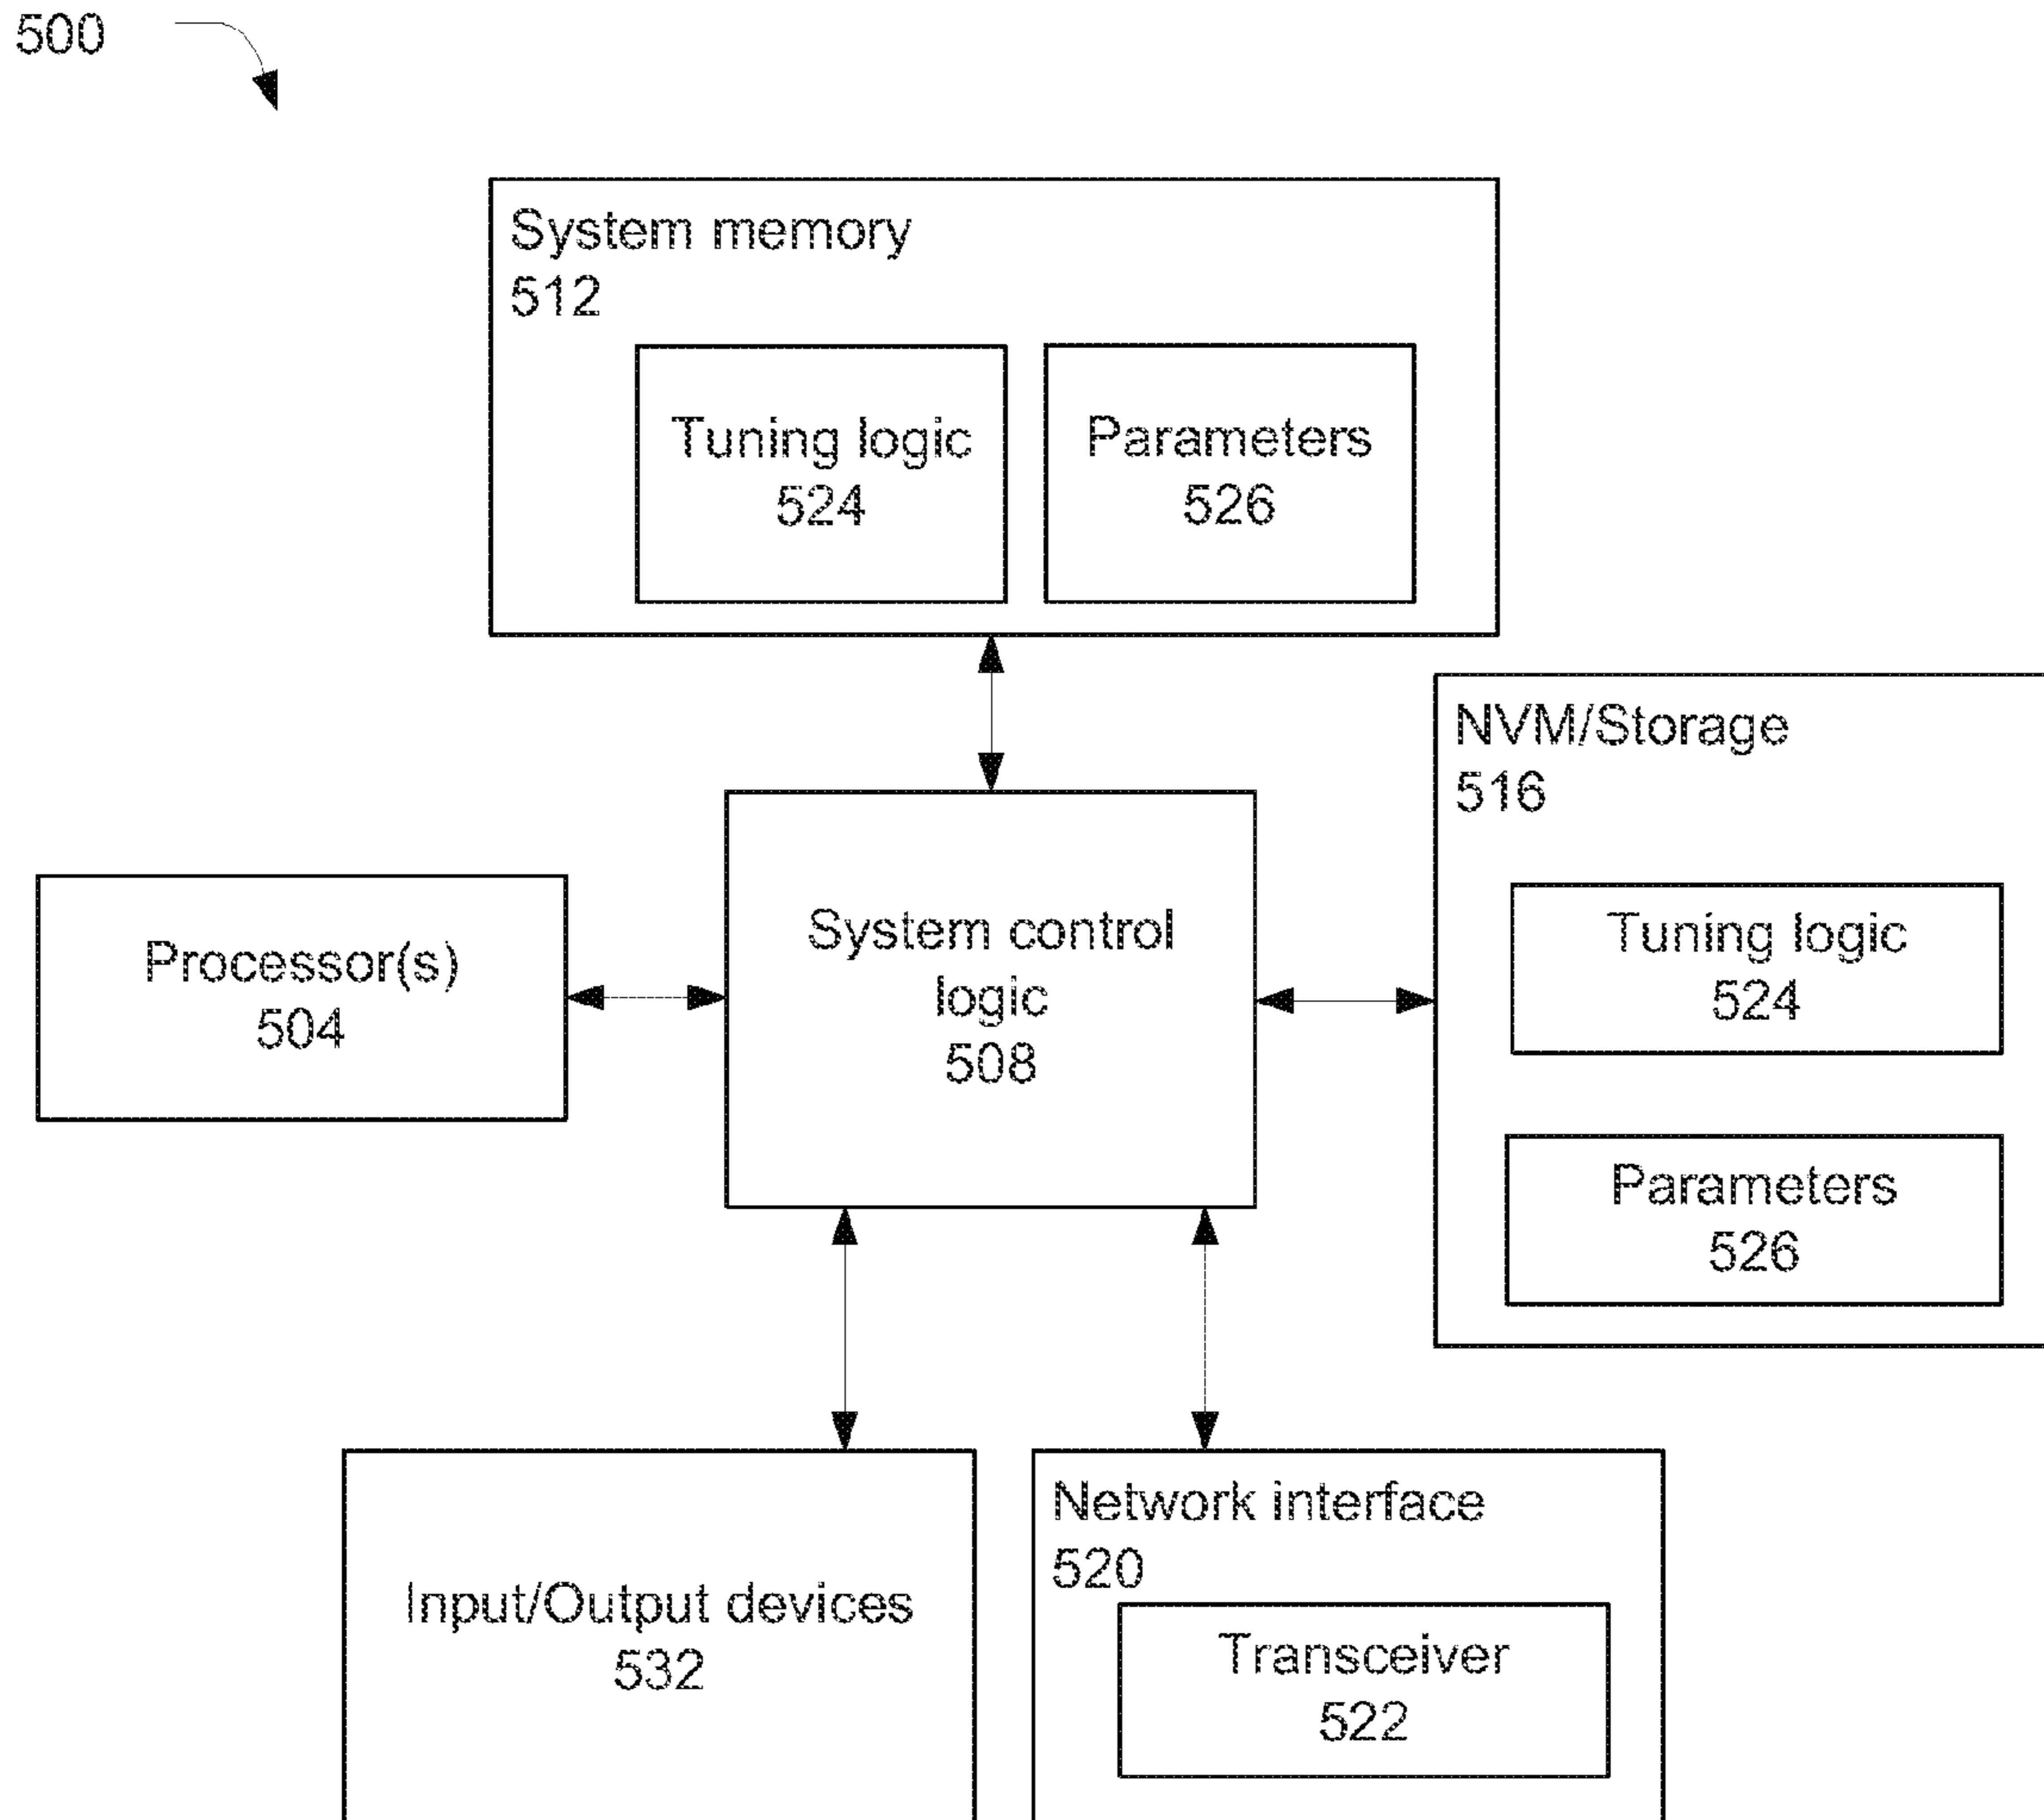 500
System memory
512
Tuning logic
524
Parameters
526
NVM/Storage
516
Tuning logic
524
Parameters
526
System control
logic
508
Processor(s)
504
Input/Output devices
532
Network interface
520
Transceiver
522